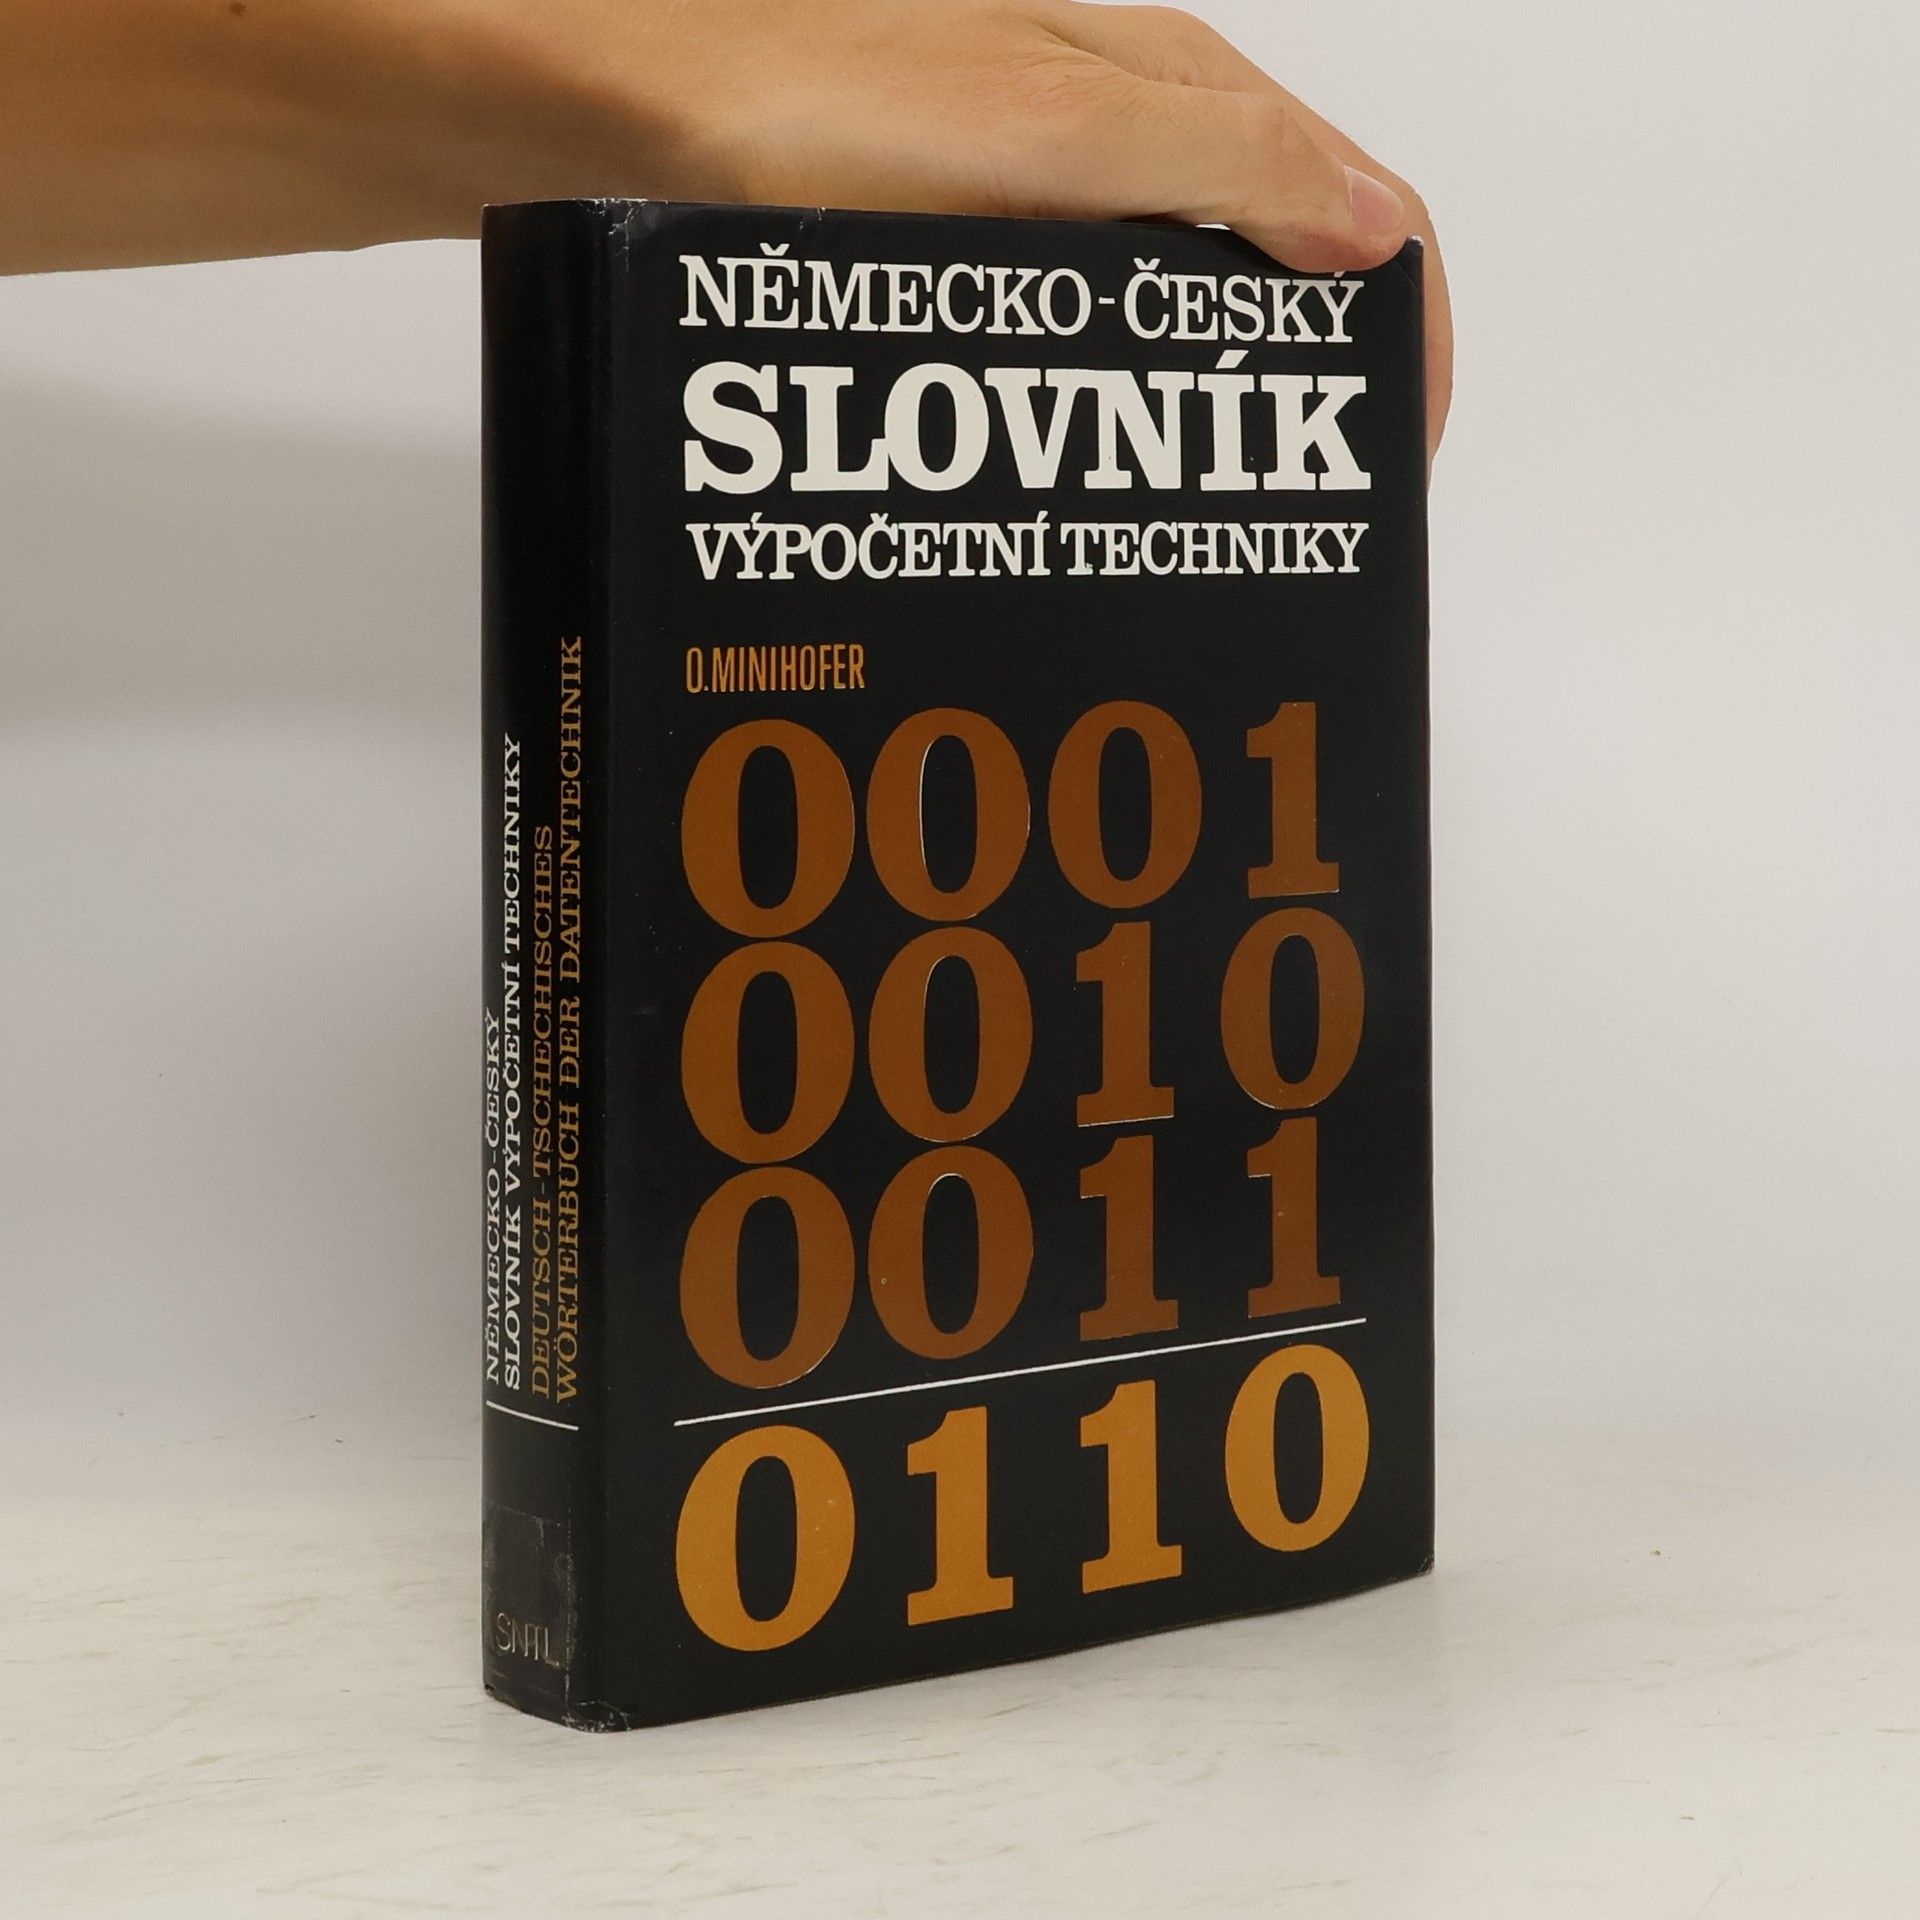 NĚMECKO-ČESKÝ
SLOVNÍK
VÝPOČETNÍ TECHNIKY
O.MINIHOFER
0001
0010
0011
0110
NĚMECKO-ČESKÝ
SLOVNÍK VÝPOČETNÍ TECHNIKY
DEUTSCH-TSCHECHISCHES
WÖRTERBUCH DER DATENTECHNIK
SNTL